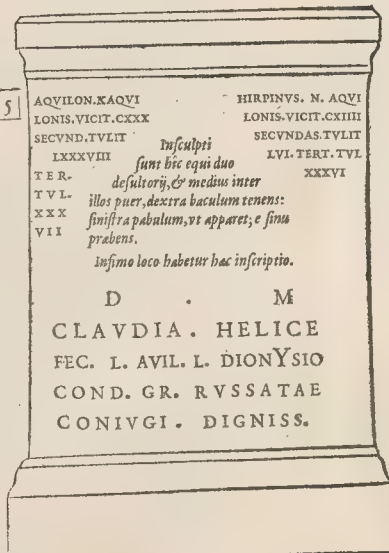 5
AQVILON.KAQVI
LONIS.VICIT.CXXX
SECVND.TVLIT
LXXXVIII
TER.
TVL.
XXX
VII
HIRPINVS. N. AQVI
LONIS.VICIT.CXIIII
SECVNDAS.TVLIT
LVI.TERT.TVL
XXXVI
Insculpti
sunt hîc equi duo
desultorij,& medius inter
illos puer,dextra baculum tenens:
sinistra pabulum,vt apparet; e sinu
præbens.
Infimo loco habetur hæc inscriptio.
D . M
CLAVDIA . HELICE
FEC. L. AVIL. L. DIONYSIO
COND. GR. RVSSATAE
CONIVGI . DIGNISS.